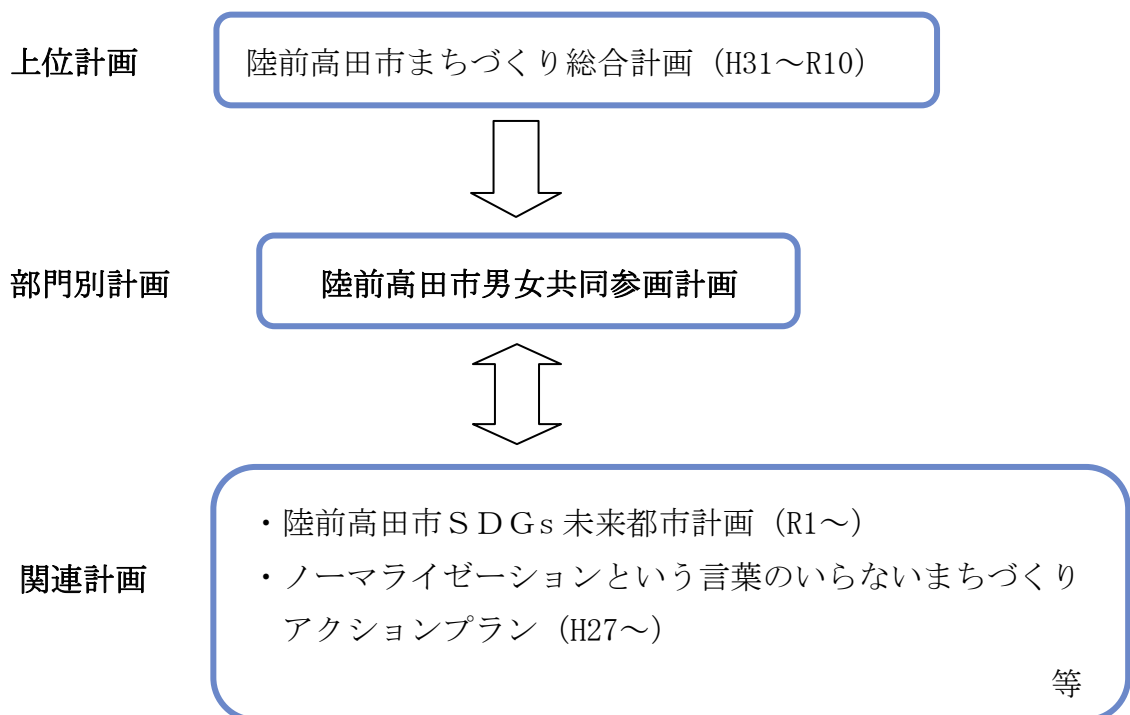 上位計画
陸前高田市まちづくり総合計画（H31～R10）
部門別計画
陸前高田市男女共同参画計画
関連計画
・陸前高田市ＳＤＧs未来都市計画（R1～）
・ノーマライゼーションという言葉のいらないまちづくり
アクションプラン（H27～）
等